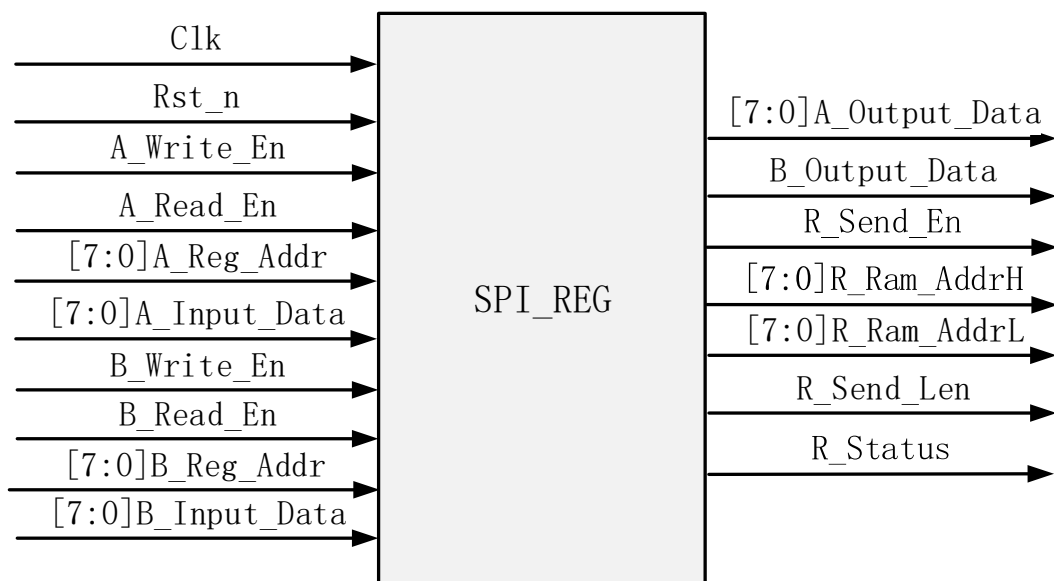 Clk
Rst_n
A_Write_En
A_Read_En
[7:0]A_Reg_Addr
[7:0]A_Input_Data
B_Write_En
B_Read_En
[7:0]B_Reg_Addr
[7:0]B_Input_Data
SPI_REG
[7:0]A_Output_Data
B_Output_Data
R_Send_En
[7:0]R_Ram_AddrH
[7:0]R_Ram_AddrL
R_Send_Len
R_Status